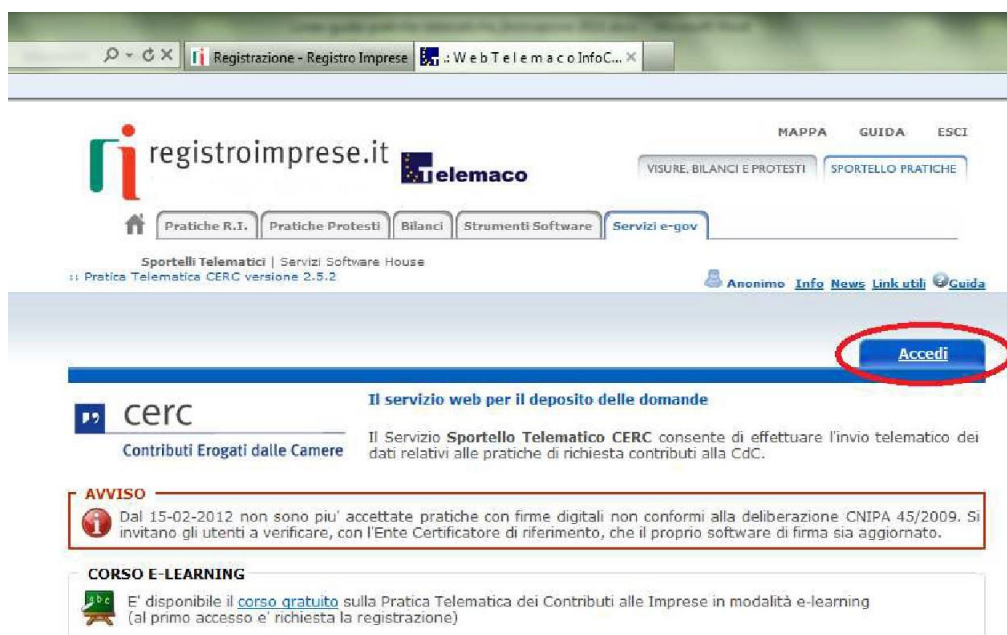 Registrazione - Registro Imprese
.: W e b T e l e m a c o InfoC...
registroimprese.it
Telemaco
MAPPA GUIDA ESCI
VISURE, BILANCI E PROTESTI SPORTELLO PRATICHE
Pratiche R.I. Pratiche Protesti Bilanci Strumenti Software Servizi e-gov
Sportelli Telematici | Servizi Software House
:: Pratica Telematica CERC versione 2.5.2
Anonimo Info News Link utili Guida
Accedi
cerc
Contributi Erogati dalle Camere
Il servizio web per il deposito delle domande
Il Servizio Sportello Telematico CERC consente di effettuare l'invio telematico dei
dati relativi alle pratiche di richiesta contributi alla CdC.
AVVISO
Dal 15-02-2012 non sono piu' accettate pratiche con firme digitali non conformi alla deliberazione CNIPA 45/2009. Si
invitano gli utenti a verificare, con l'Ente Certificatore di riferimento, che il proprio software di firma sia aggiornato.
CORSO E-LEARNING
abc
E' disponibile il corso gratuito sulla Pratica Telematica dei Contributi alle Imprese in modalità e-learning
(al primo accesso e' richiesta la registrazione)